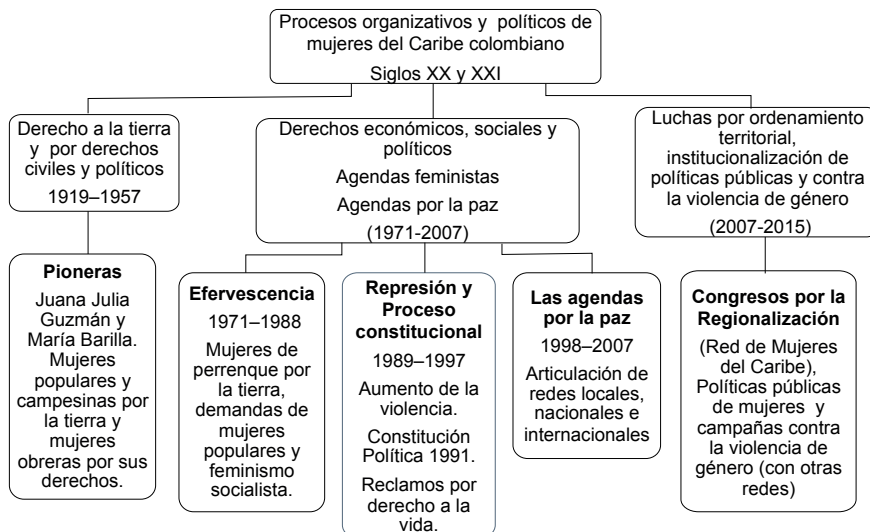 Procesos organizativos y políticos de
mujeres del Caribe colombiano
Siglos XX y XXI
Derecho a la tierra
y por derechos
civiles y políticos
1919–1957
Derechos económicos, sociales y
políticos
Agendas feministas
Agendas por la paz
(1971-2007)
Luchas por ordenamiento
territorial,
institucionalización de
políticas públicas y contra
la violencia de género
(2007-2015)
Pioneras
Juana Julia
Guzmán y
María Barilla.
Mujeres
populares y
campesinas por
la tierra y
mujeres
obreras por sus
derechos.
Efervescencia
1971–1988
Mujeres de
perrenque por
la tierra,
demandas de
mujeres
populares y
feminismo
socialista.
Represión y
Proceso
constitucional
1989–1997
Aumento de la
violencia.
Constitución
Política 1991.
Reclamos por
derecho a la
vida.
Las agendas
por la paz
1998–2007
Articulación de
redes locales,
nacionales e
internacionales
Congresos por la
Regionalización
(Red de Mujeres
del Caribe),
Políticas públicas
de mujeres y
campañas contra
la violencia de
género (con otras
redes)